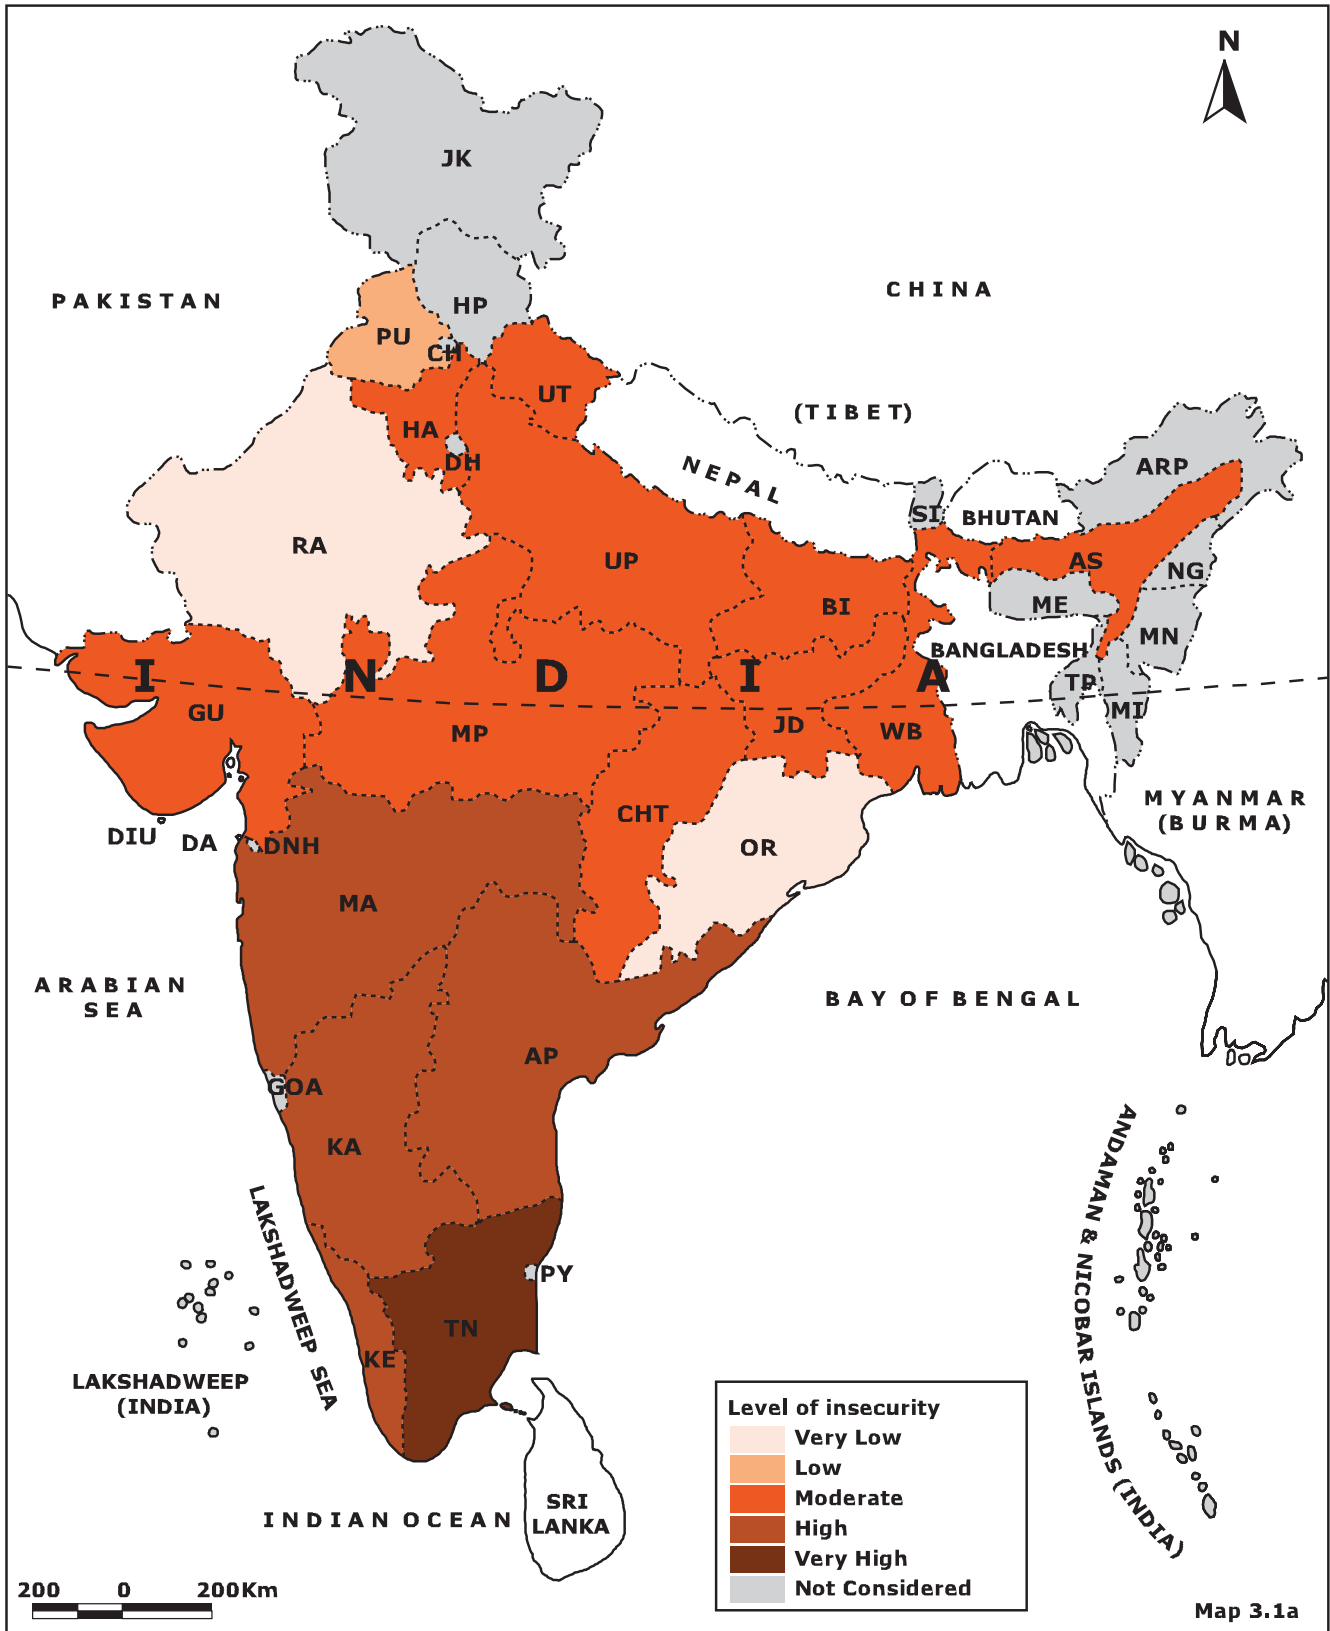 N
JK
PAKISTAN
HP
CHINA
PU
CH
UT
(TIBET)
HA
DH
NEPAL
ARP
SI
BHUTAN
RA
UP
AS
NG
BI
ME
MN
BANGLADESH
I N D I A
TP
GU
MP
JD
WB
MI
MYANMAR
(BURMA)
CHT
DIU
DA
DNH
OR
MA
ARABIAN
SEA
BAY OF BENGAL
AP
GOA
KA
ANDAMAN & NICOBAR ISLANDS (INDIA)
LAKSHADWEEP SEA
PY
TN
KE
LAKSHADWEEP
(INDIA)
Level of insecurity
Very Low
Low
Moderate
High
Very High
Not Considered
INDIAN OCEAN
SRI
LANKA
200 0 200Km
Map 3.1a